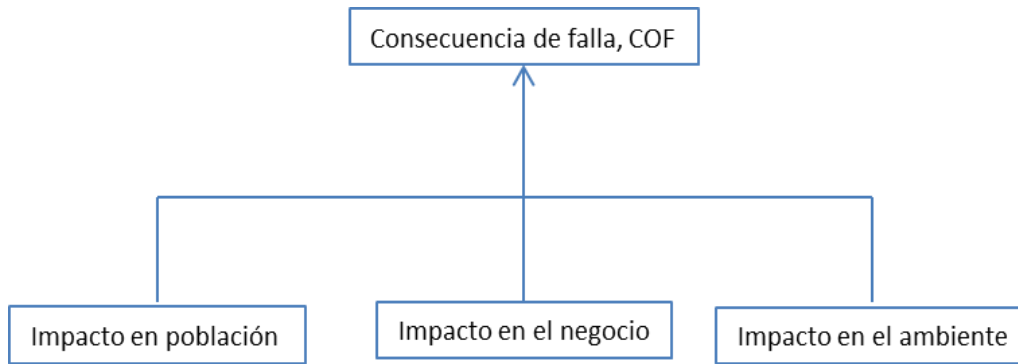 Consecuencia de falla, COF
Impacto en población
Impacto en el negocio
Impacto en el ambiente